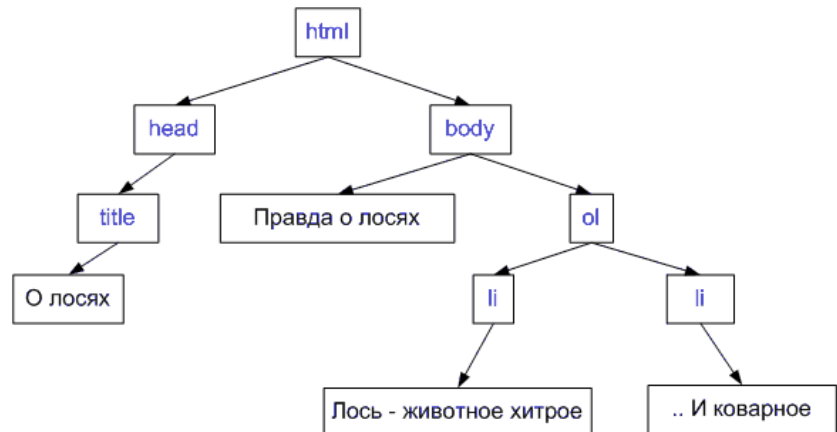 html
head
body
title
Правда о лосях
ol
О лосях
li
li
Лось - животное хитрое
.. И коварное